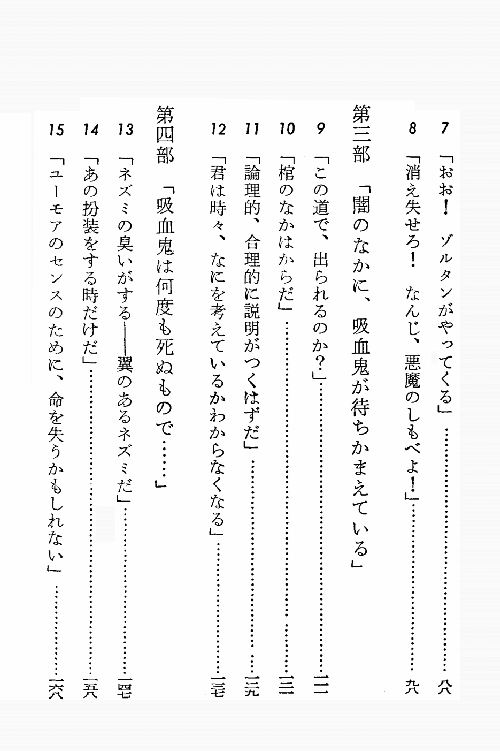 7 「おお！ ゾルタンがやってくる」…………八八
8 「消え失せろ！ なんじ、悪魔のしもべよ！」…………九八
第三部 「闇のなかに、吸血鬼が待ちかまえている」
9 「この道で、出られるのか？」…………一一一
10 「棺のなかはからだ」…………一二一
11 「論理的、合理的に説明がつくはずだ」…………一二九
12 「君は時々、なにを考えているかわからなくなる」…………一三七
第四部 「吸血鬼は何度も死ぬもので……」
13 「ネズミの臭いがする――翼のあるネズミだ」…………一四七
14 「あの扮装をする時だけだ」…………一五八
15 「ユーモアのセンスのために、命を失うかもしれない」…………一六八